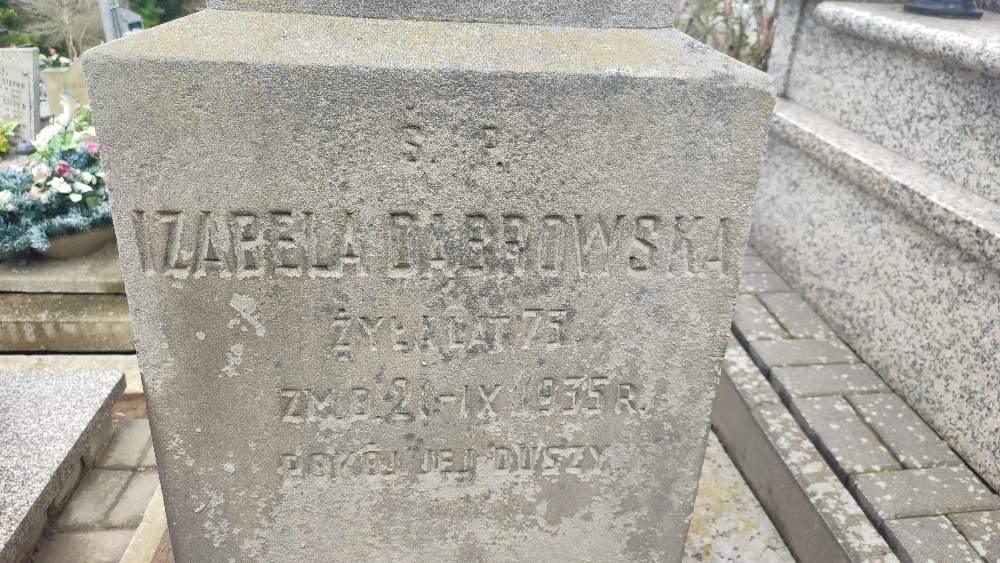 Ś. P.
IZABELA DĄBROWSKA
ŻYŁA LAT 75
ZM. 21-IX 1935 R.
POKÓJ JEJ DUSZY